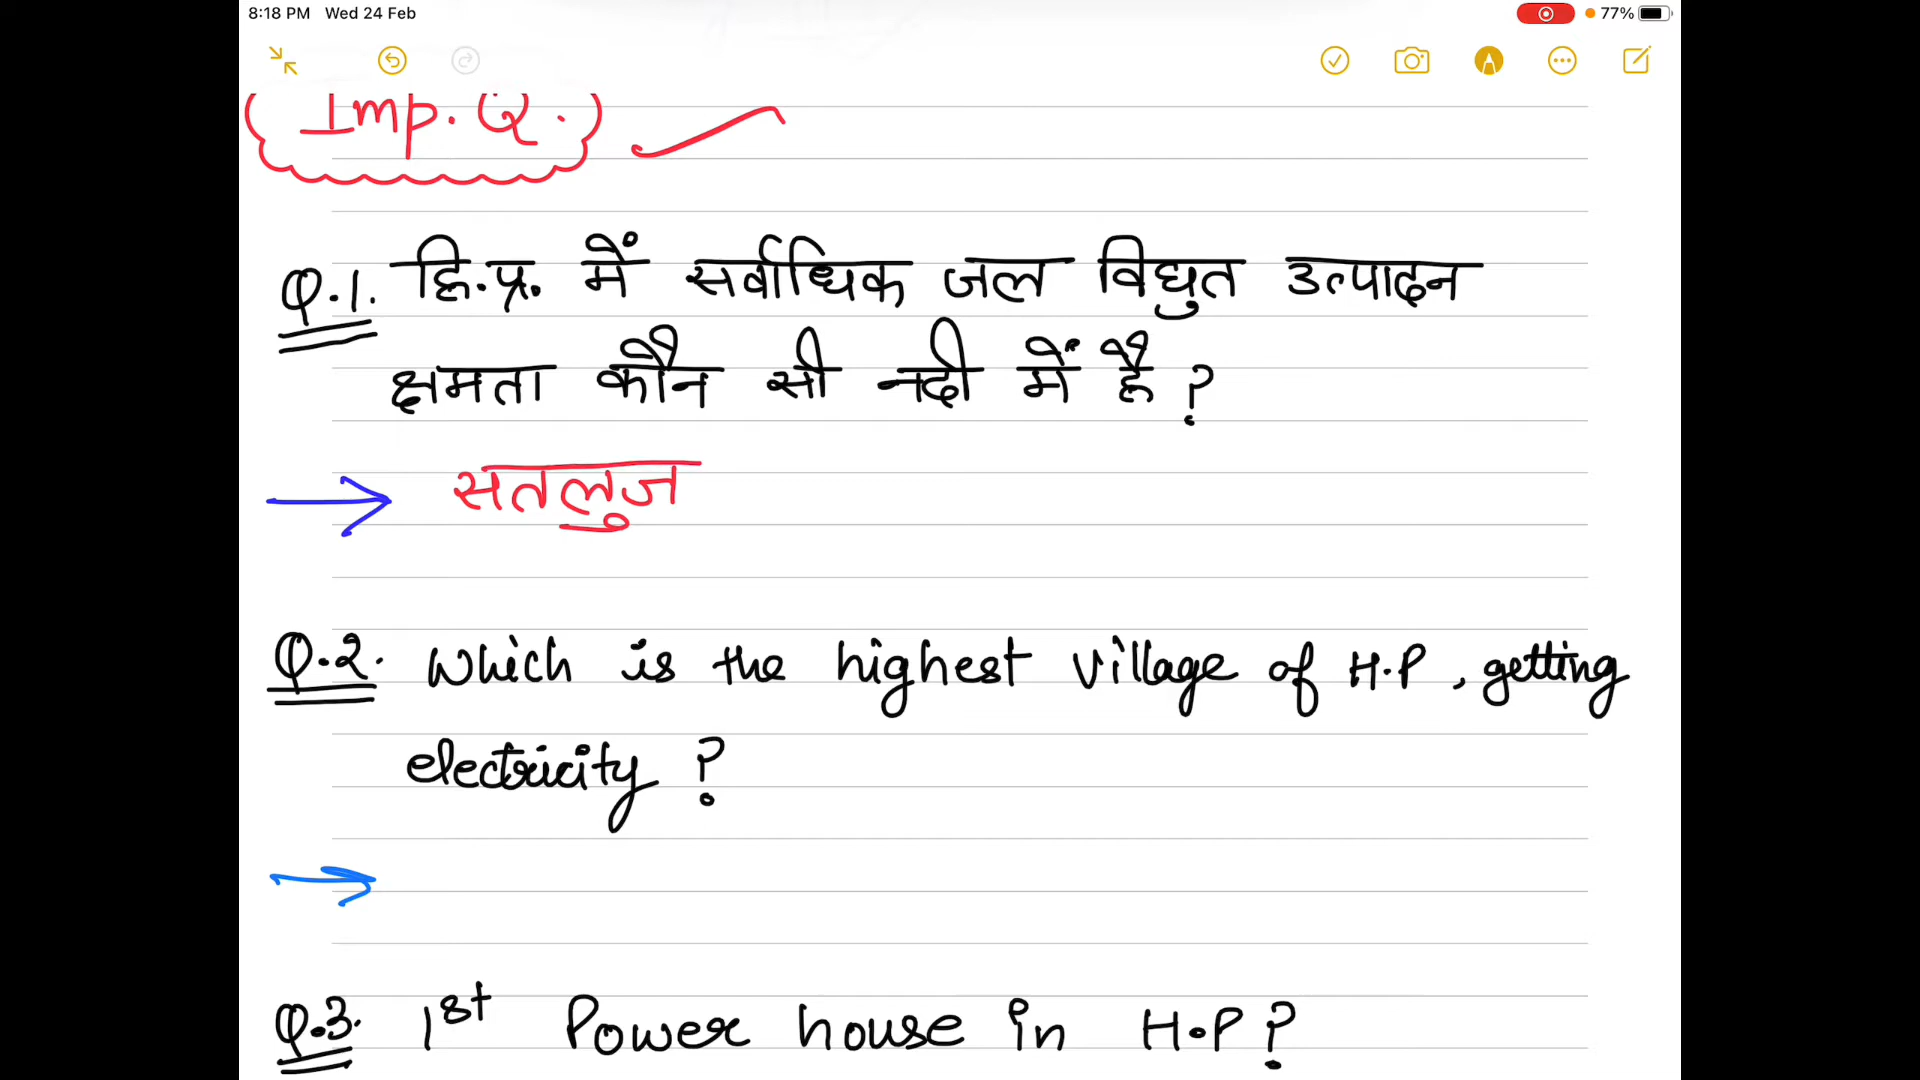 8:18 PM Wed 24 Feb
77%
Imp. Q.
Q.1. हि.प्र. में सर्वाधिक जल विद्युत उत्पादन
क्षमता कौन सी नदी में है ?
सतलुज
Q.2. Which is the highest village of H.P, getting
electricity ?
Q.3. 1st Power house in H.P ?